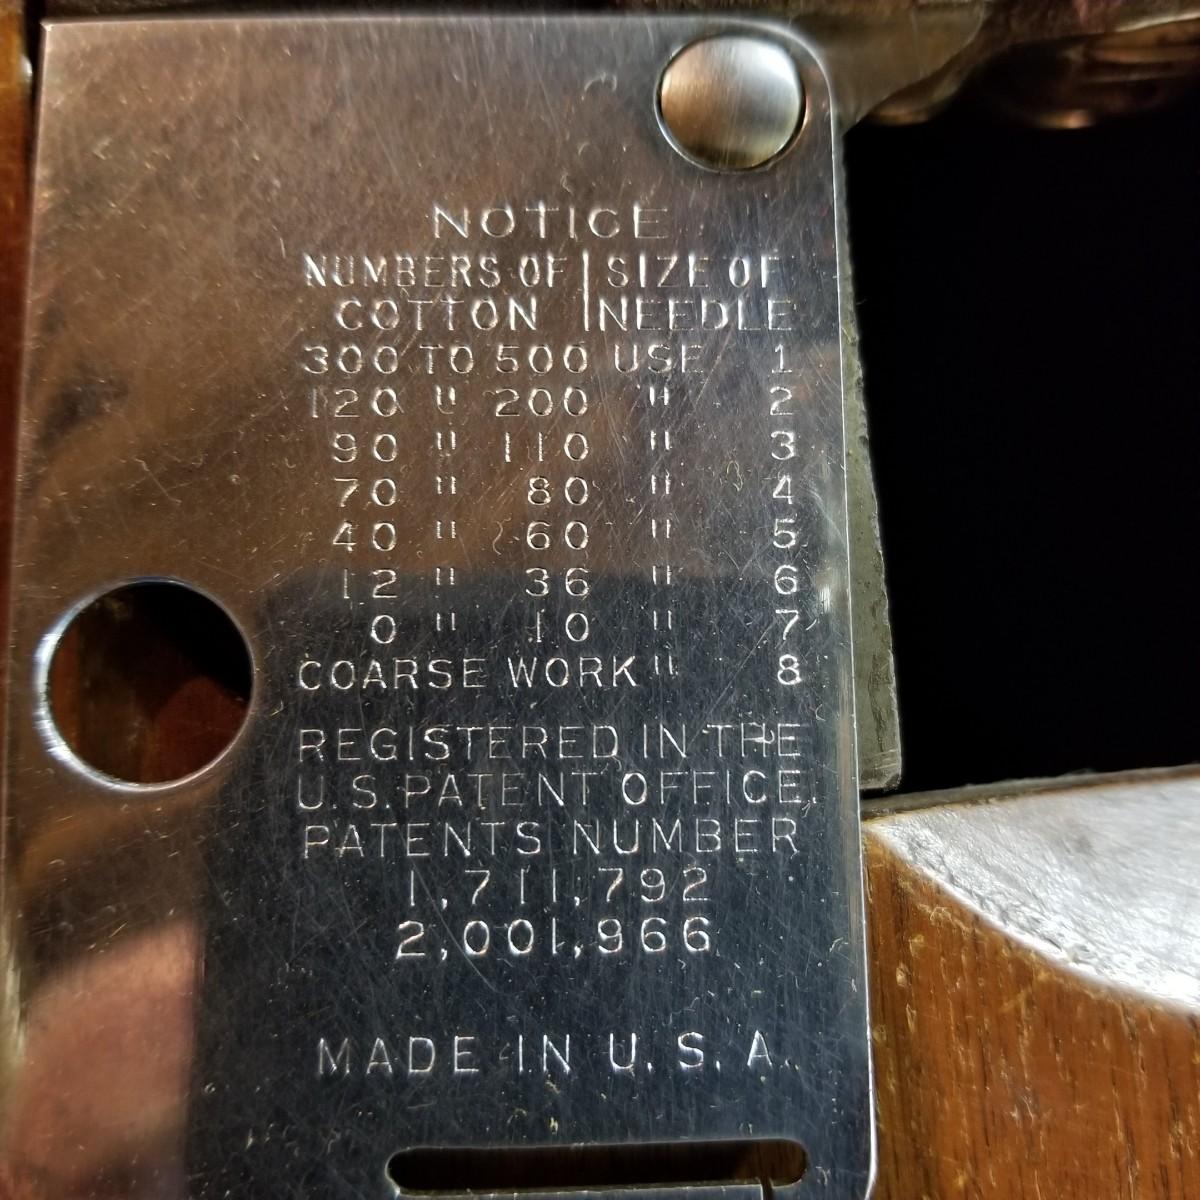 NOTICE
NUMBERS OF | SIZE OF
COTTON | NEEDLE
300 TO 500 USE 1
120 " 200 " 2
90 " 110 " 3
70 " 80 " 4
40 " 60 " 5
12 " 36 " 6
0 " 10 " 7
COARSE WORK " 8
REGISTERED IN THE
U.S. PATENT OFFICE.
PATENTS NUMBER
1,711,792
2,001,966
MADE IN U. S. A.